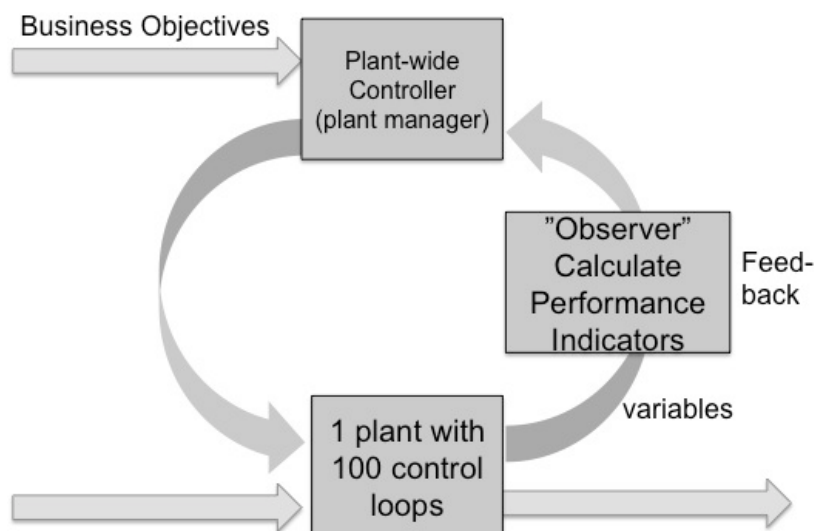 Business Objectives
Plant-wide
Controller
(plant manager)
”Observer”
Calculate
Performance
Indicators
Feed-
back
variables
1 plant with
100 control
loops